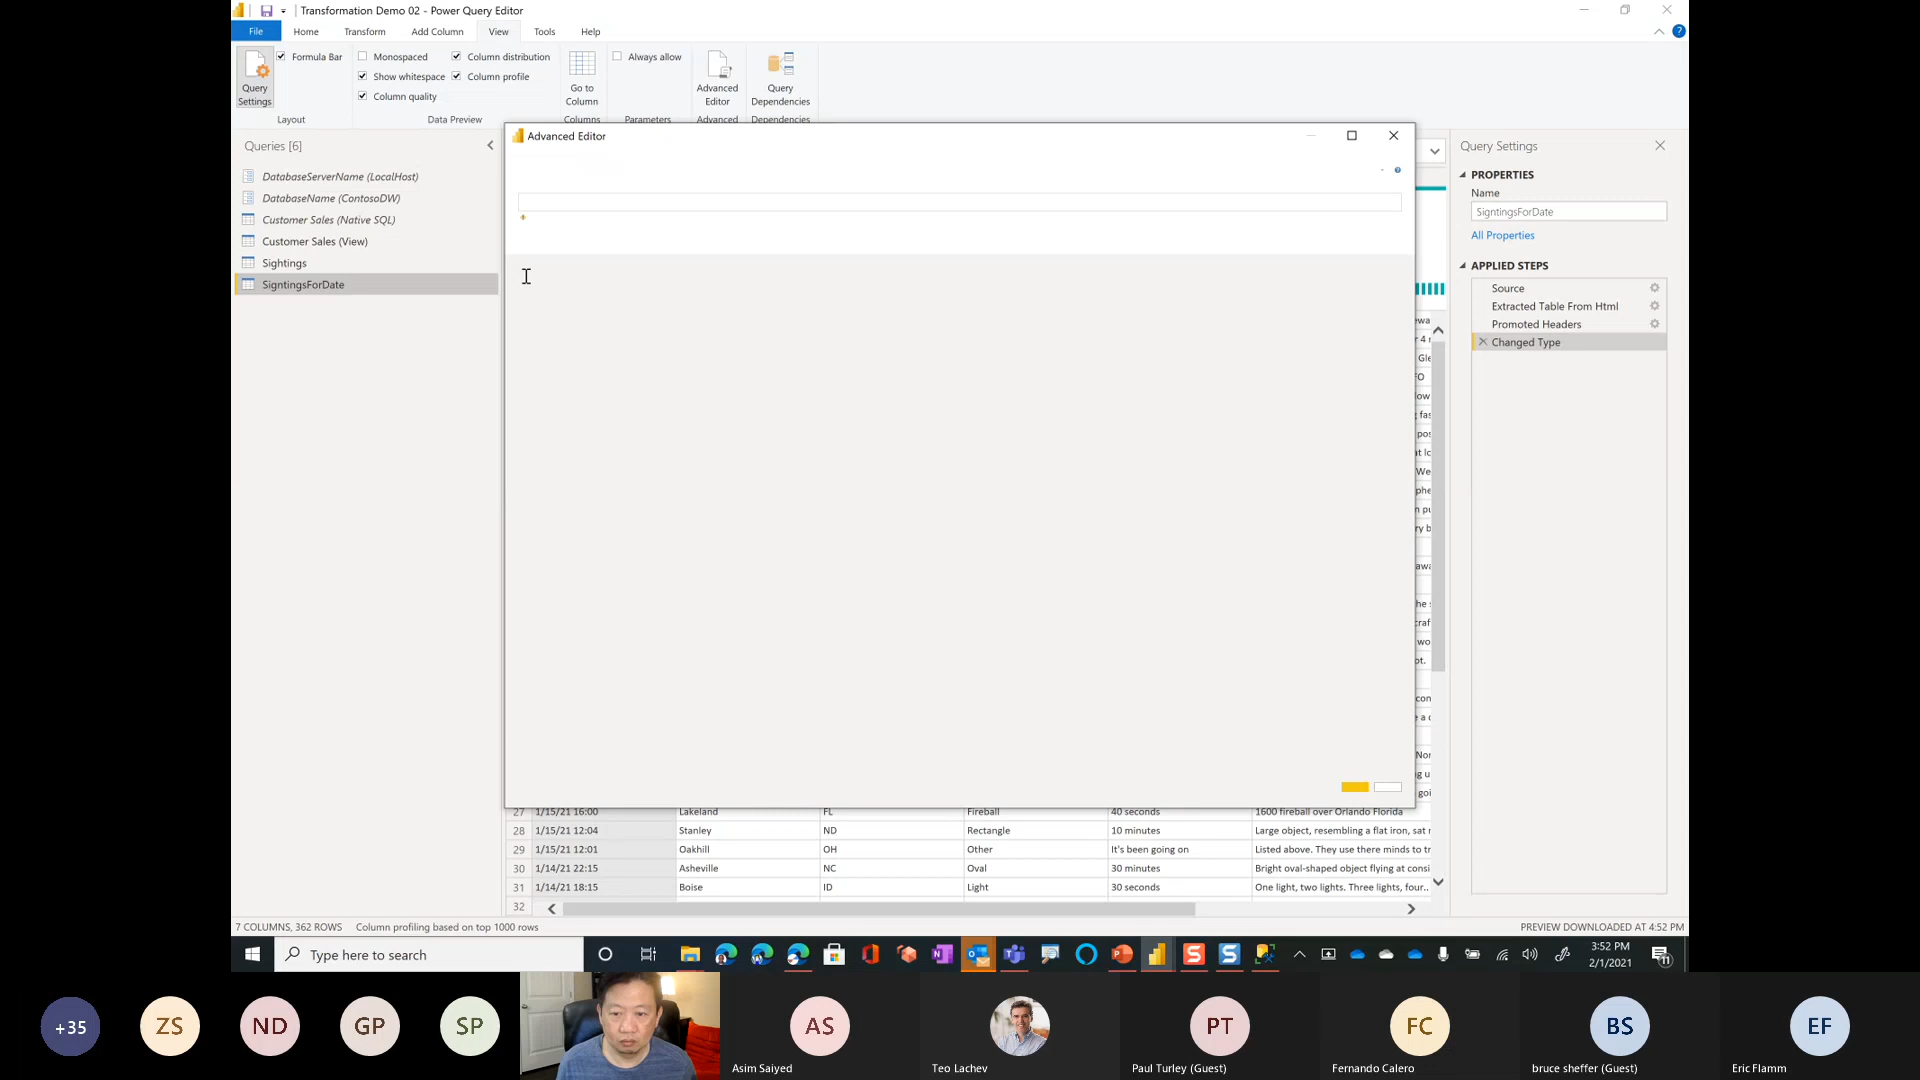 Transformation Demo 02 - Power Query Editor
File Home Transform Add Column View Tools Help
Query Settings
Formula Bar
Layout
Monospaced
Show whitespace
Column quality
Column distribution
Column profile
Data Preview
Go to Column
Columns
Always allow
Parameters
Advanced Editor
Advanced
Query Dependencies
Dependencies
Queries [6]
DatabaseServerName (LocalHost)
DatabaseName (ContosoDW)
Customer Sales (Native SQL)
Customer Sales (View)
Sightings
SigntingsForDate
Advanced Editor
Query Settings
PROPERTIES
Name
SigntingsForDate
All Properties
APPLIED STEPS
Source
Extracted Table From Html
Promoted Headers
Changed Type
27 1/15/21 16:00 Lakeland FL Fireball 40 seconds 1600 fireball over Orlando Florida
28 1/15/21 12:04 Stanley ND Rectangle 10 minutes Large object, resembling a flat iron, sat
29 1/15/21 12:01 Oakhill OH Other It's been going on Listed above. They use there minds to
30 1/14/21 22:15 Asheville NC Oval 30 minutes Bright oval-shaped object flying at consi
31 1/14/21 18:15 Boise ID Light 30 seconds One light, two lights. Three lights, four...
32
7 COLUMNS, 362 ROWS Column profiling based on top 1000 rows
PREVIEW DOWNLOADED AT 4:52 PM
Type here to search
3:52 PM
2/1/2021
11
+35 ZS ND GP SP AS PT FC BS EF
Asim Saiyed Teo Lachev Paul Turley (Guest) Fernando Calero bruce sheffer (Guest) Eric Flamm